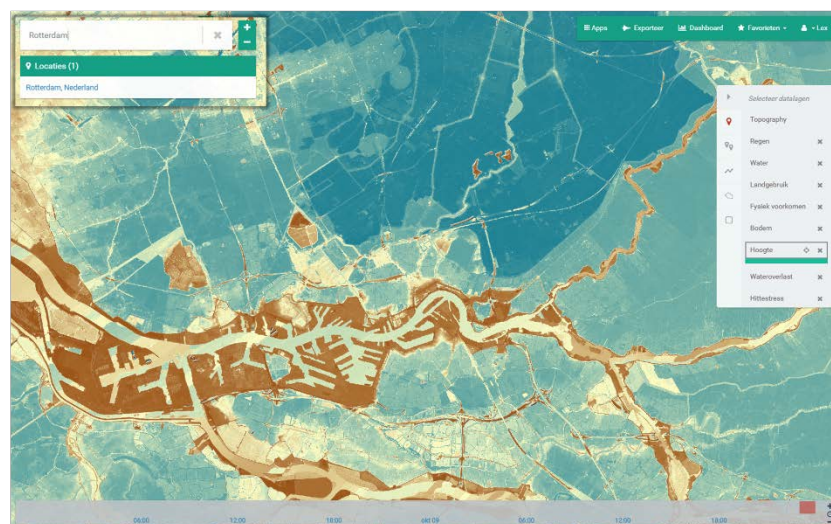 Rotterdam
Locaties (1)
Rotterdam, Nederland
Apps
Exporteer
Dashboard
Favorieten
Lex
Selecteer datalagen
Topography
Regen
Water
Landgebruik
Fysiek voorkomen
Bodem
Hoogte
Wateroverlast
Hittestress
06:00 12:00 18:00 okt 09 06:00 12:00 18:00